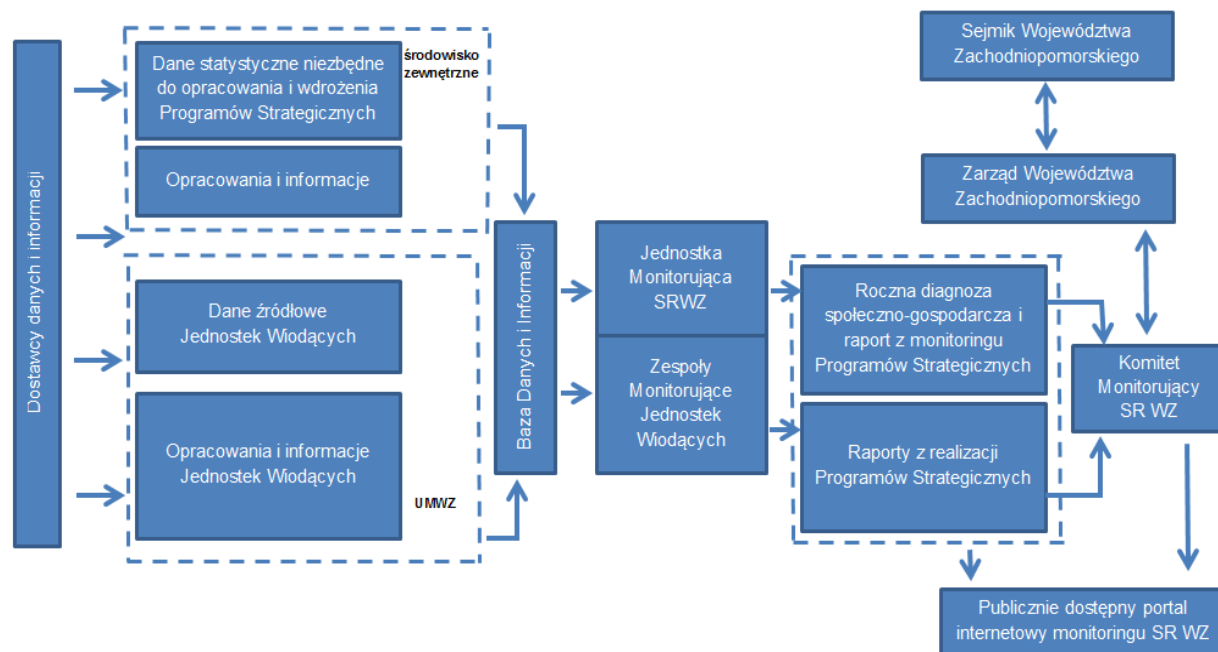 Dostawcy danych i informacji
Dane statystyczne niezbędne
do opracowania i wdrożenia
Programów Strategicznych
środowisko
zewnętrzne
Opracowania i informacje
Dane źródłowe
Jednostek Wiodących
Opracowania i informacje
Jednostek Wiodących
UMWZ
Baza Danych i Informacji
Jednostka
Monitorująca
SRWZ
Zespoły
Monitorujące
Jednostek
Wiodących
Roczna diagnoza
społeczno-gospodarcza i
raport z monitoringu
Programów Strategicznych
Raporty z realizacji
Programów Strategicznych
Sejmik Województwa
Zachodniopomorskiego
Zarząd Województwa
Zachodniopomorskiego
Komitet
Monitorujący
SR WZ
Publicznie dostępny portal
internetowy monitoringu SR WZ